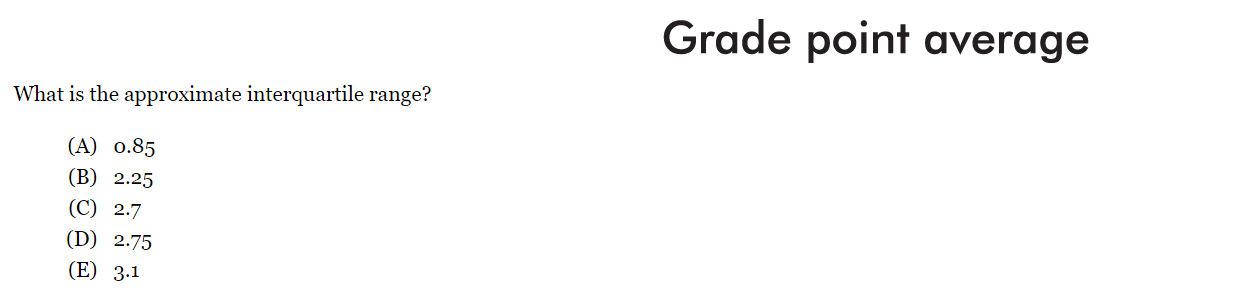 Grade point average
What is the approximate interquartile range?
(A) 0.85
(B) 2.25
(C) 2.7
(D) 2.75
(E) 3.1